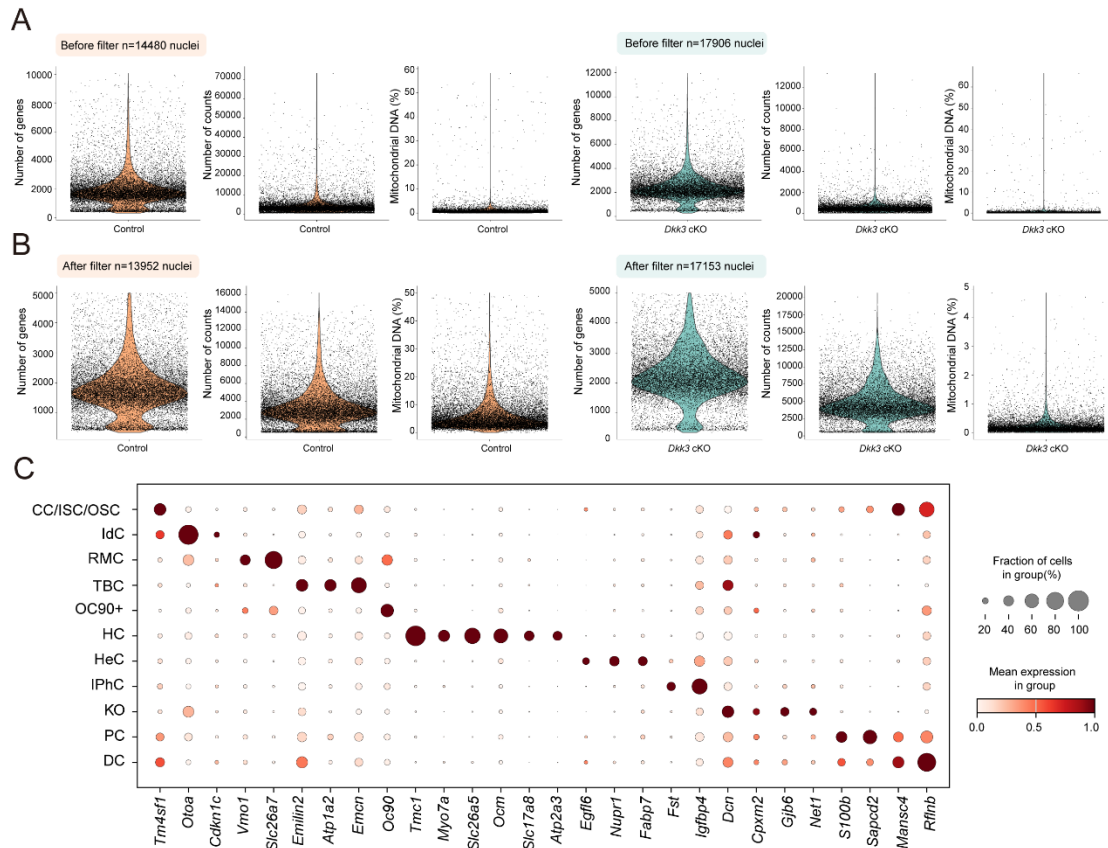 A
Before filter n=14480 nuclei
Before filter n=17906 nuclei
Number of genes
10000
8000
6000
4000
2000
0
Control
Number of counts
70000
60000
50000
40000
30000
20000
10000
0
Control
Mitochondrial DNA (%)
60
50
40
30
20
10
0
Control
Number of genes
12000
10000
8000
6000
4000
2000
0
Dkk3 cKO
Number of counts
12000
10000
8000
6000
4000
2000
0
Dkk3 cKO
Mitochondrial DNA (%)
60
50
40
30
20
10
0
Dkk3 cKO
B
After filter n=13952 nuclei
After filter n=17153 nuclei
Number of genes
5000
4000
3000
2000
1000
Control
Number of counts
16000
14000
12000
10000
8000
6000
4000
2000
0
Control
Mitochondrial DNA (%)
5
4
3
2
1
0
Control
Number of genes
5000
4000
3000
2000
1000
0
Dkk3 cKO
Number of counts
20000
17500
15000
12500
10000
7500
5000
2500
0
Dkk3 cKO
Mitochondrial DNA (%)
5
4
3
2
1
0
Dkk3 cKO
C
CC/ISC/OSC
IdC
RMC
TBC
OC90+
HC
HeC
IPhC
KO
PC
DC
Tm4sf1
Otoa
Cdkn1c
Vmo1
Slc26a7
Emilin2
Atp1a2
Emcn
Oc90
Tmc1
Myo7a
Slc26a5
Ocm
Slc17a8
Atp2a3
Egfl6
Nupr1
Fabp7
Fst
Igfbp4
Dcn
Cpxm2
Gjb6
Net1
S100b
Sapcd2
Mansc4
Rflnb
Fraction of cells
in group(%)
20 40 60 80 100
Mean expression
in group
0.0 0.5 1.0